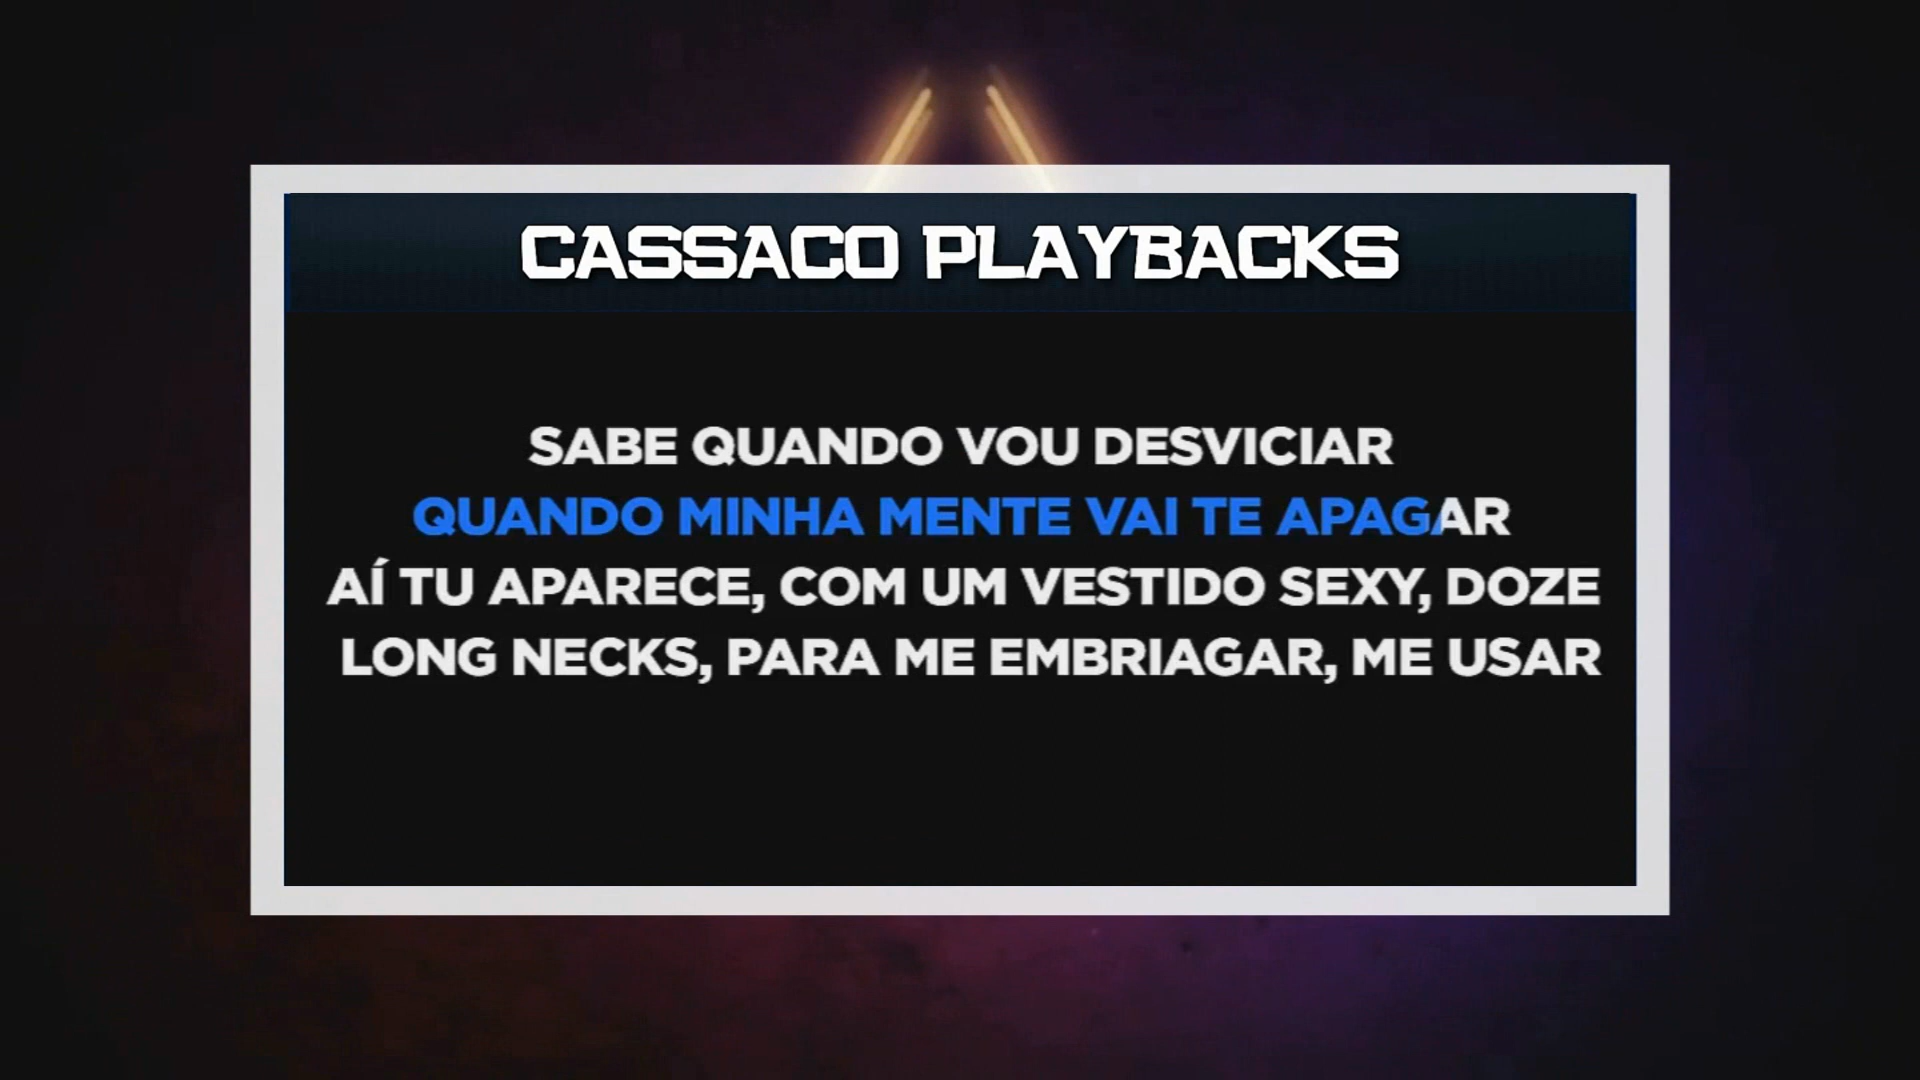 CASSACO PLAYBACKS
SABE QUANDO VOU DESVICIAR
QUANDO MINHA MENTE VAI TE APAGAR
AÍ TU APARECE, COM UM VESTIDO SEXY, DOZE
LONG NECKS, PARA ME EMBRIAGAR, ME USAR